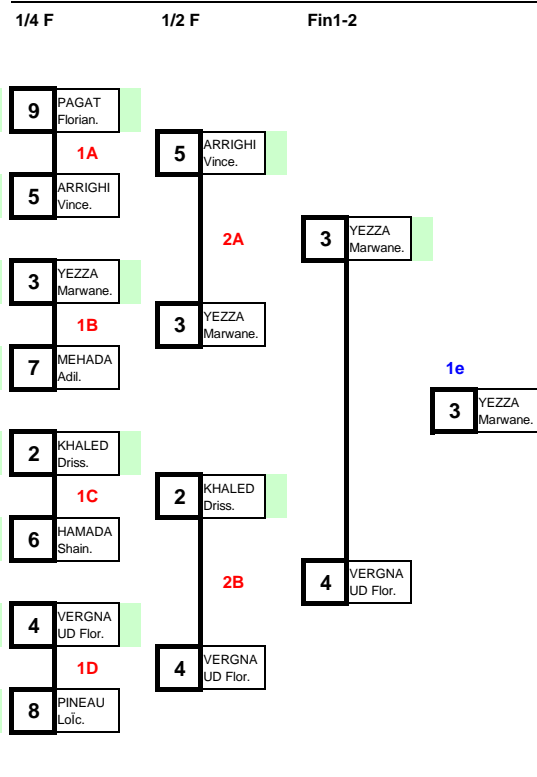 1/4 F
1/2 F
Fin1-2
9
PAGAT
Florian.
1A
5
ARRIGHI
Vince.
3
YEZZA
Marwane.
1B
7
MEHADA
Adil.
2
KHALED
Driss.
1C
6
HAMADA
Shain.
4
VERGNA
UD Flor.
1D
8
PINEAU
LoÏc.
5
ARRIGHI
Vince.
2A
3
YEZZA
Marwane.
2
KHALED
Driss.
2B
4
VERGNA
UD Flor.
3
YEZZA
Marwane.
4
VERGNA
UD Flor.
1e
3
YEZZA
Marwane.